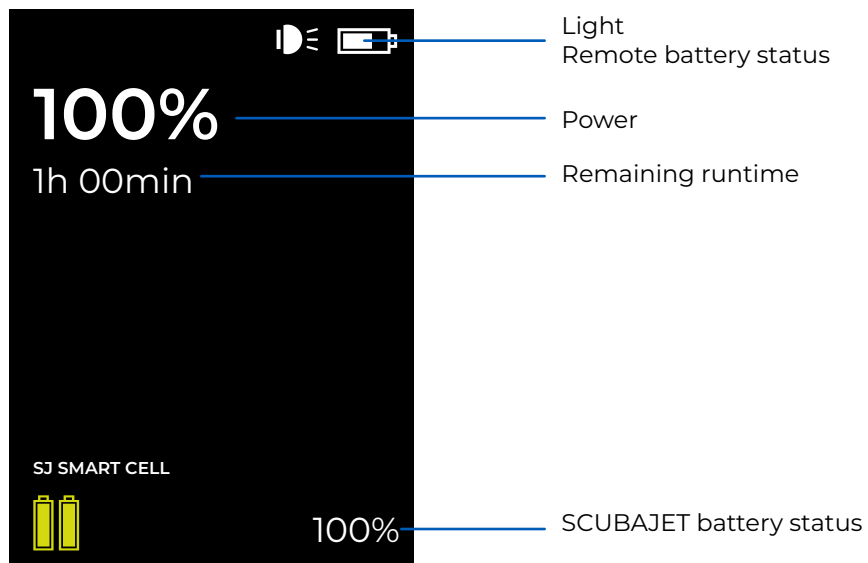 Light
Remote battery status
100%
Power
1h 00min
Remaining runtime
SJ SMART CELL
100%
SCUBAJET battery status